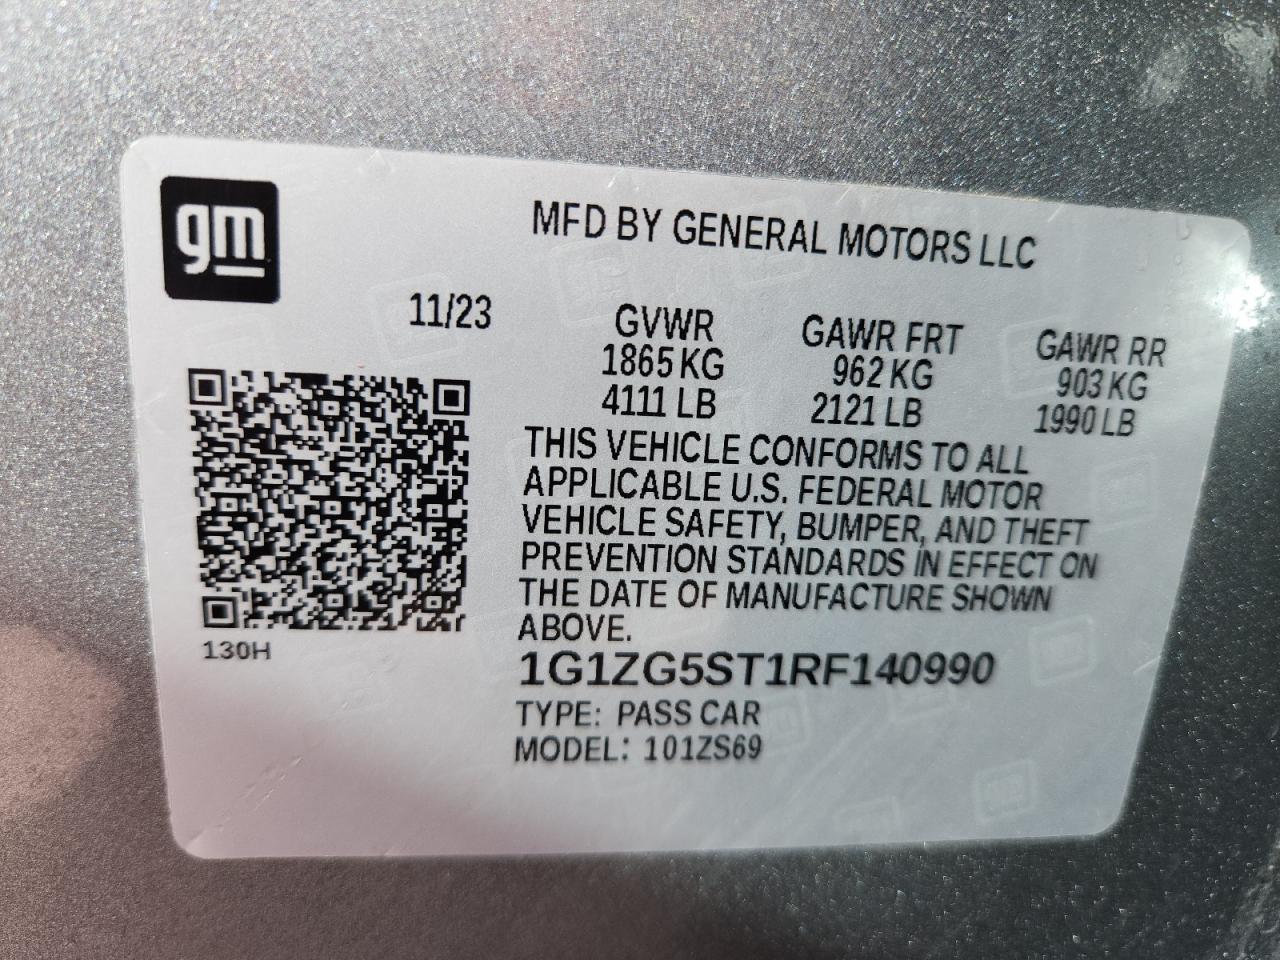 gm
MFD BY GENERAL MOTORS LLC
11/23
GVWR
1865 KG
4111 LB
GAWR FRT
962 KG
2121 LB
GAWR RR
903 KG
1990 LB
THIS VEHICLE CONFORMS TO ALL
APPLICABLE U.S. FEDERAL MOTOR
VEHICLE SAFETY, BUMPER, AND THEFT
PREVENTION STANDARDS IN EFFECT ON
THE DATE OF MANUFACTURE SHOWN
ABOVE.
130H
1G1ZG5ST1RF140990
TYPE: PASS CAR
MODEL: 101ZS69